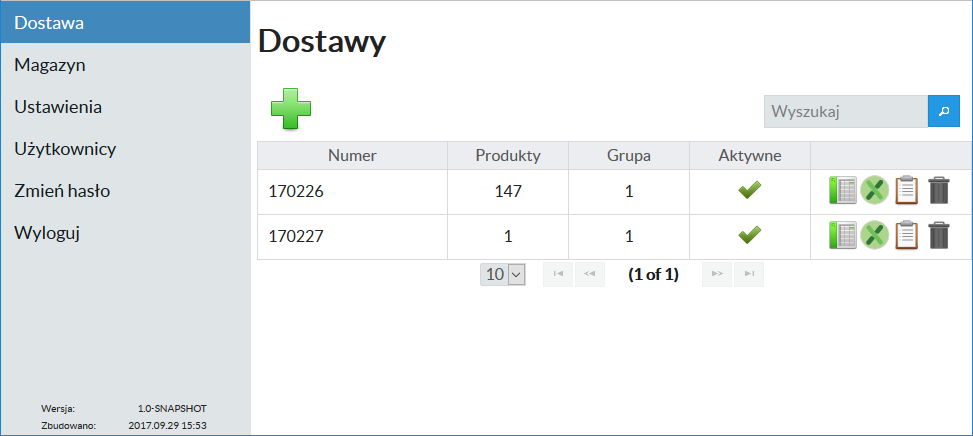 Dostawa
Magazyn
Ustawienia
Użytkownicy
Zmień hasło
Wyloguj
Wersja: 1.0-SNAPSHOT
Zbudowano: 2017.09.29 15:53
Dostawy
Wyszukaj
Numer Produkty Grupa Aktywne
170226 147 1
170227 1 1
10 (1 of 1)